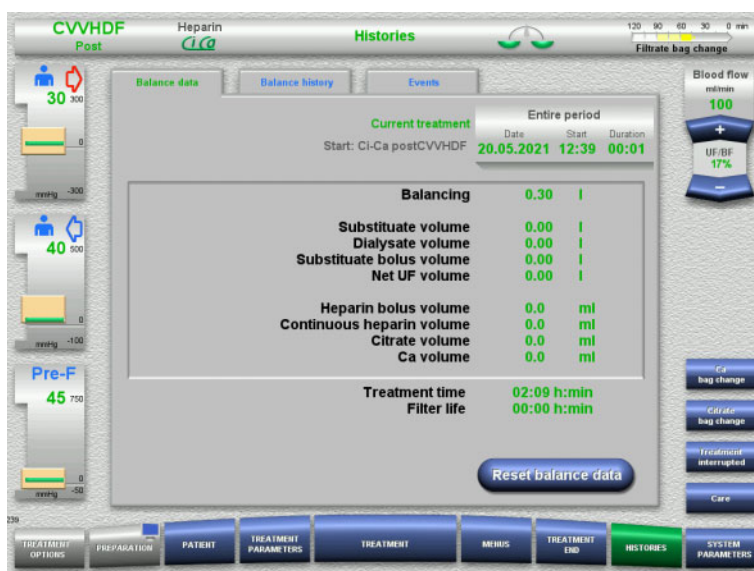 CVVHDF
Post
Heparin
CiCa
Histories
120 90 60 30 0 min
Filtrate bag change
30 300
0
mmHg -300
40 500
0
mmHg -100
Pre-F
45 750
0
mmHg -50
Balance data
Balance history
Events
Current treatment
Start: Ci-Ca postCVVHDF
Entire period
Date Start Duration
20.05.2021 12:39 00:01
Balancing 0.30 l
Substituate volume 0.00 l
Dialysate volume 0.00 l
Substituate bolus volume 0.00 l
Net UF volume 0.00 l
Heparin bolus volume 0.0 ml
Continuous heparin volume 0.0 ml
Citrate volume 0.0 ml
Ca volume 0.0 ml
Treatment time 02:09 h:min
Filter life 00:00 h:min
Reset balance data
Blood flow
ml/min
100
+
UF/BF
17%
−
Ca
bag change
Citrate
bag change
Treatment
interrupted
Care
239
TREATMENT
OPTIONS
PREPARATION
PATIENT
TREATMENT
PARAMETERS
TREATMENT
MENUS
TREATMENT
END
HISTORIES
SYSTEM
PARAMETERS